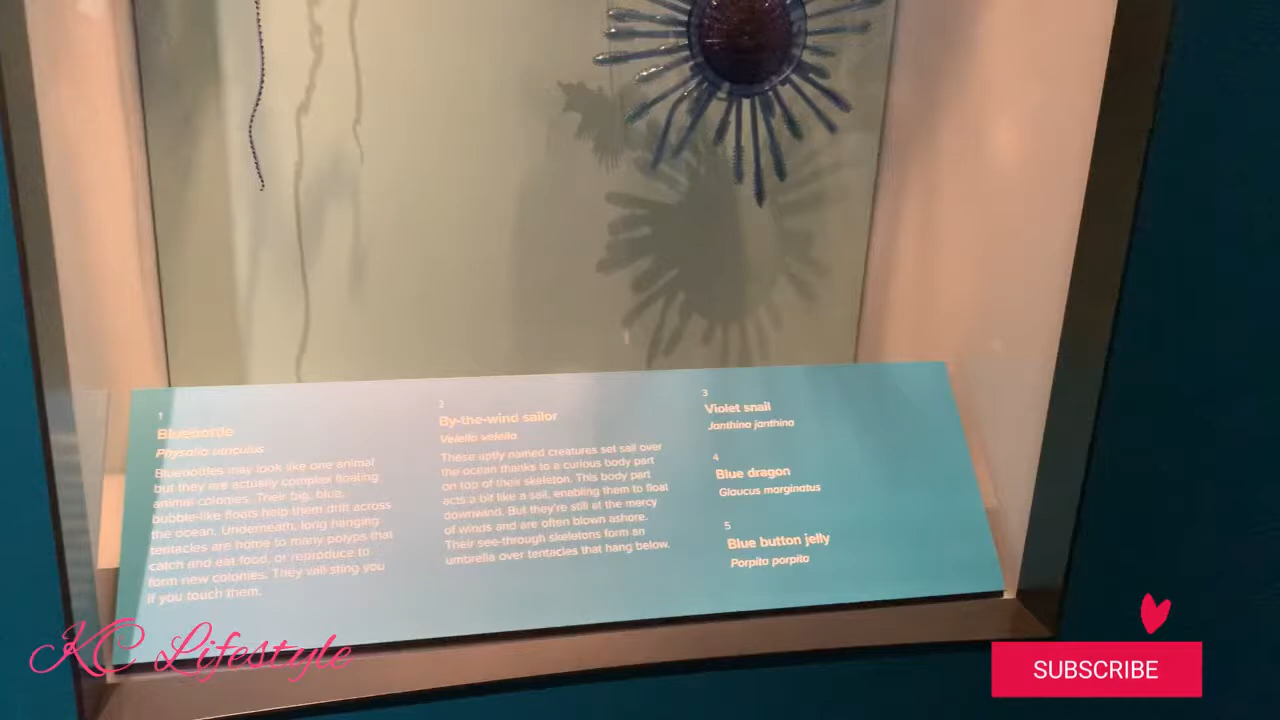 1
Bluebottle
Physalia utriculus
Bluebottles may look like one animal
but they are actually complex floating
animal colonies. Their big, blue,
bubble-like floats help them drift across
the ocean. Underneath, long hanging
tentacles are home to many polyps that
catch and eat food, or reproduce to
form new colonies. They will sting you
if you touch them.
2
By-the-wind sailor
Velella velella
These aptly named creatures set sail over
the ocean thanks to a curious body part
on top of their skeleton. This body part
acts a bit like a sail, enabling them to float
downwind. But they're still at the mercy
of winds and are often blown ashore.
Their see-through skeletons form an
umbrella over tentacles that hang below.
3
Violet snail
Janthina janthina
4
Blue dragon
Glaucus marginatus
5
Blue button jelly
Porpita porpita
KC Lifestyle
SUBSCRIBE